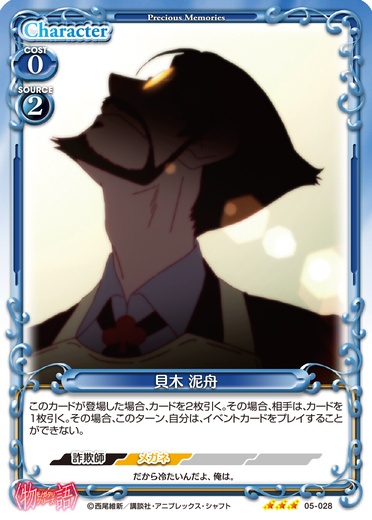 Precious Memories
Character
COST
0
SOURCE
2
貝木 泥舟
このカードが登場した場合、カードを2枚引く。その場合、相手は、カードを
1枚引く。その場合、このターン、自分は、イベントカードをプレイすること
ができない。
詐欺師 メガネ
だから冷たいんだよ、俺は。
物語
©西尾維新／講談社・アニプレックス・シャフト
05-028